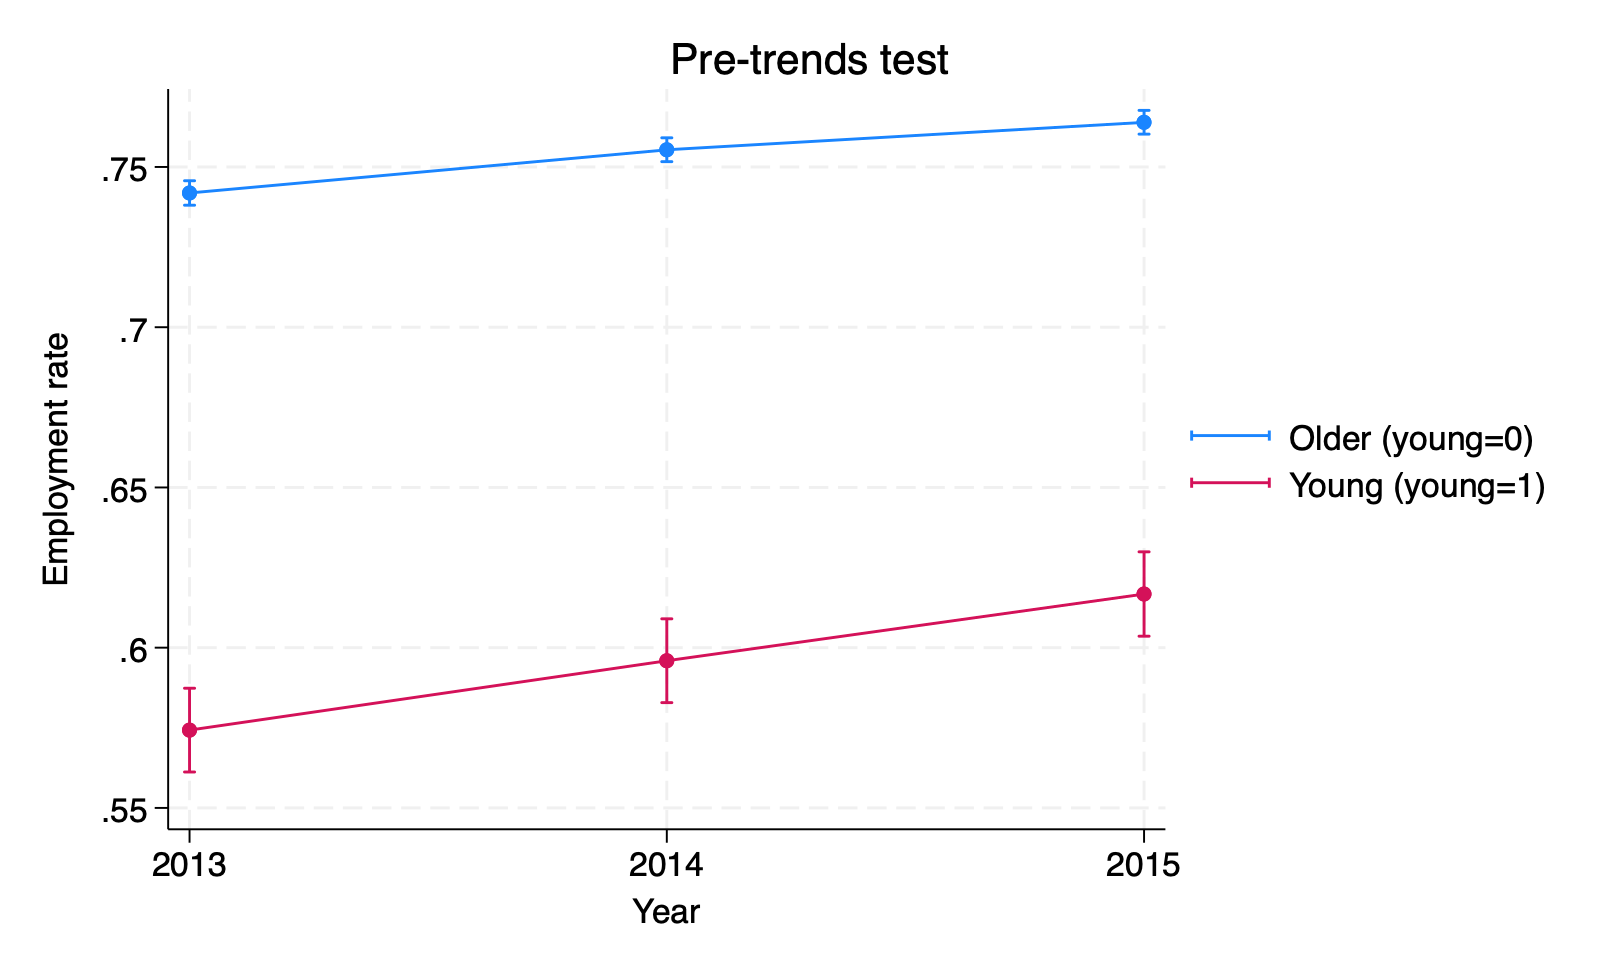 Pre-trends test
.75
.7
.65
.6
.55
Employment rate
2013 2014 2015
Year
Older (young=0)
Young (young=1)